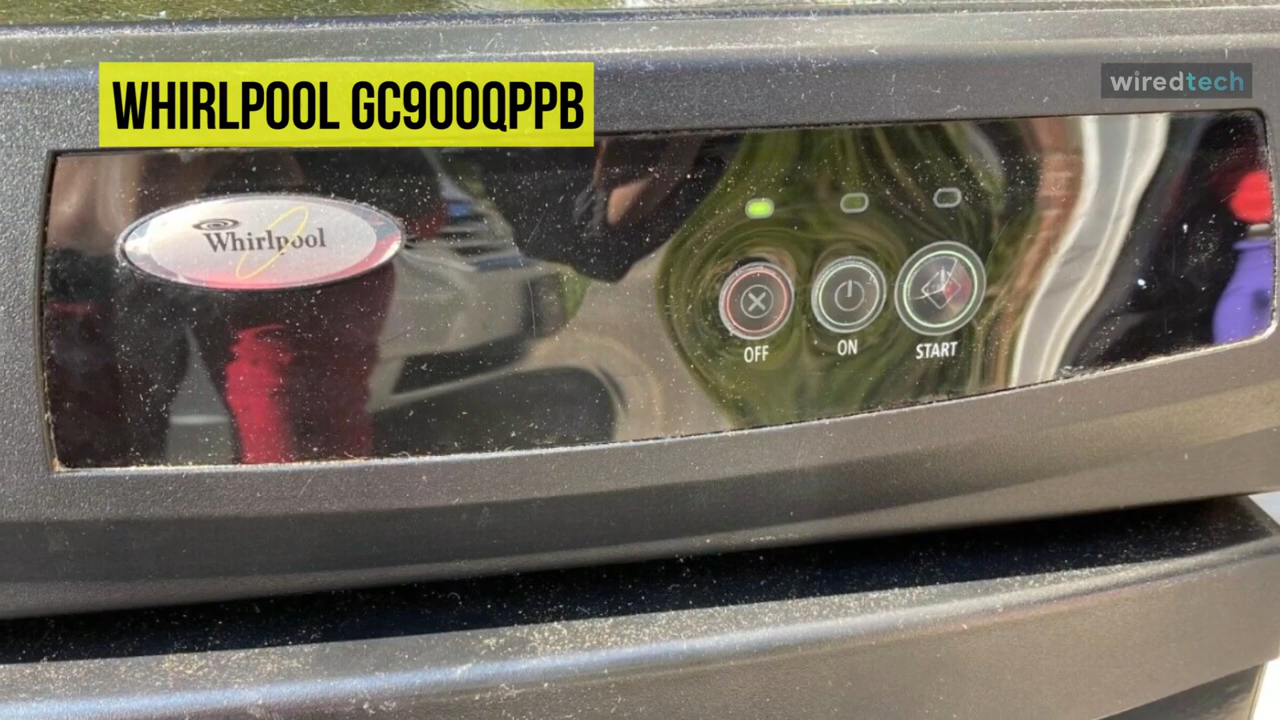 WHIRLPOOL GC900QPPB
wiredtech
Whirlpool
OFF
ON
START